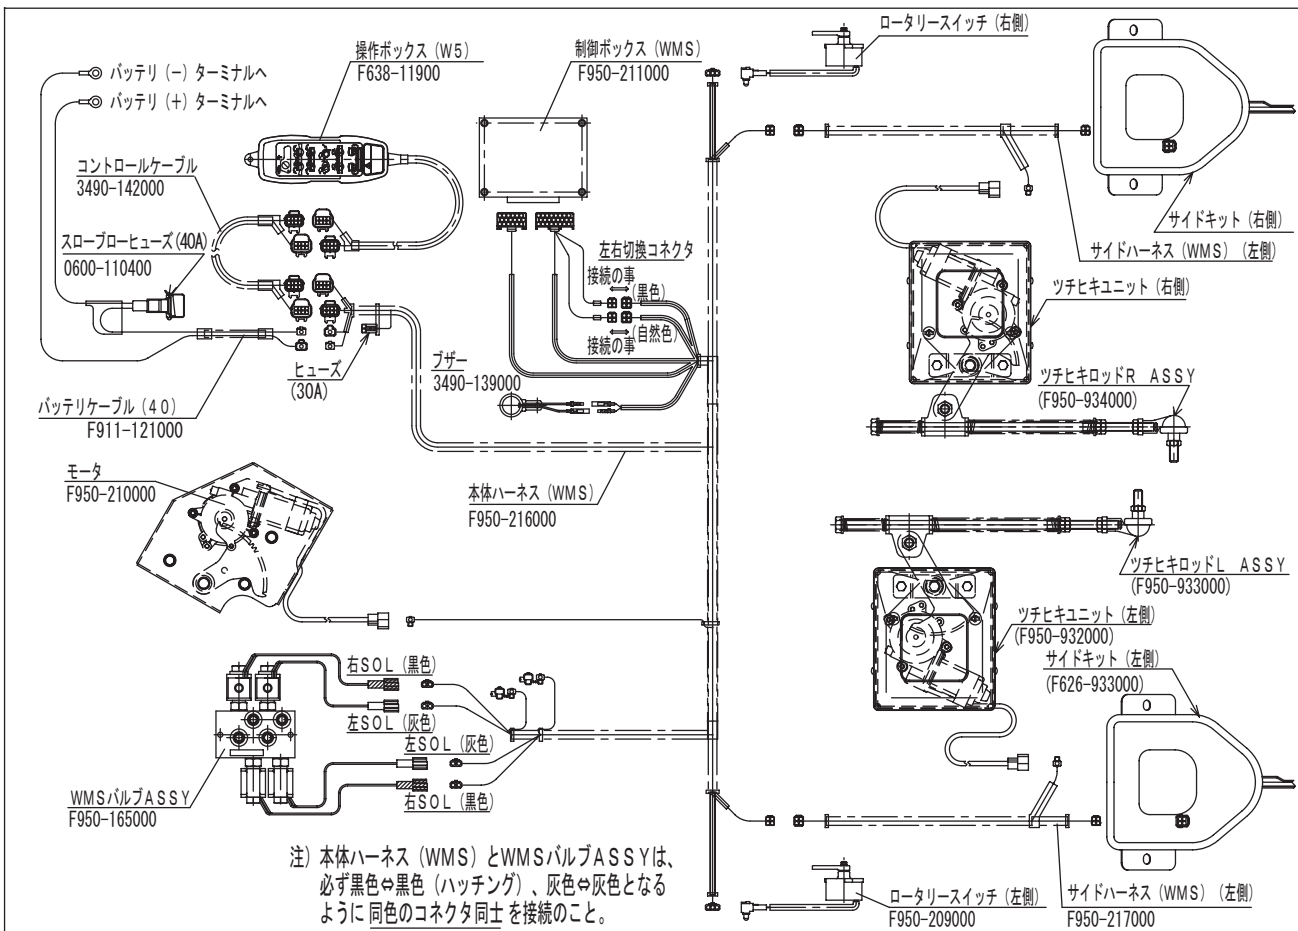 ロータリースイッチ（右側）
操作ボックス（W5）
F638-11900
制御ボックス（WMS）
F950-211000
バッテリ（−）ターミナルへ
バッテリ（+）ターミナルへ
コントロールケーブル
3490-142000
スローブローヒューズ(40A)
0600-110400
左右切換コネクタ
接続の事
(黒色)
(自然色)
接続の事
サイドキット（右側）
サイドハーネス（WMS）（左側）
ツチヒキユニット（右側）
ヒューズ
(30A)
ブザー
3490-139000
ツチヒキロッドR ASSY
(F950-934000)
バッテリケーブル（40）
F911-121000
モータ
F950-210000
本体ハーネス（WMS）
F950-216000
ツチヒキロッドL ASSY
(F950-933000)
ツチヒキユニット（左側）
(F950-932000)
サイドキット（左側）
(F626-933000)
右SOL（黒色）
左SOL（灰色）
左SOL（灰色）
右SOL（黒色）
WMSバルブASSY
F950-165000
注）本体ハーネス（WMS）とWMSバルブASSYは、
必ず黒色⇔黒色（ハッチング）、灰色⇔灰色となる
ように同色のコネクタ同士を接続のこと。
ロータリースイッチ（左側）
F950-209000
サイドハーネス（WMS）（左側）
F950-217000